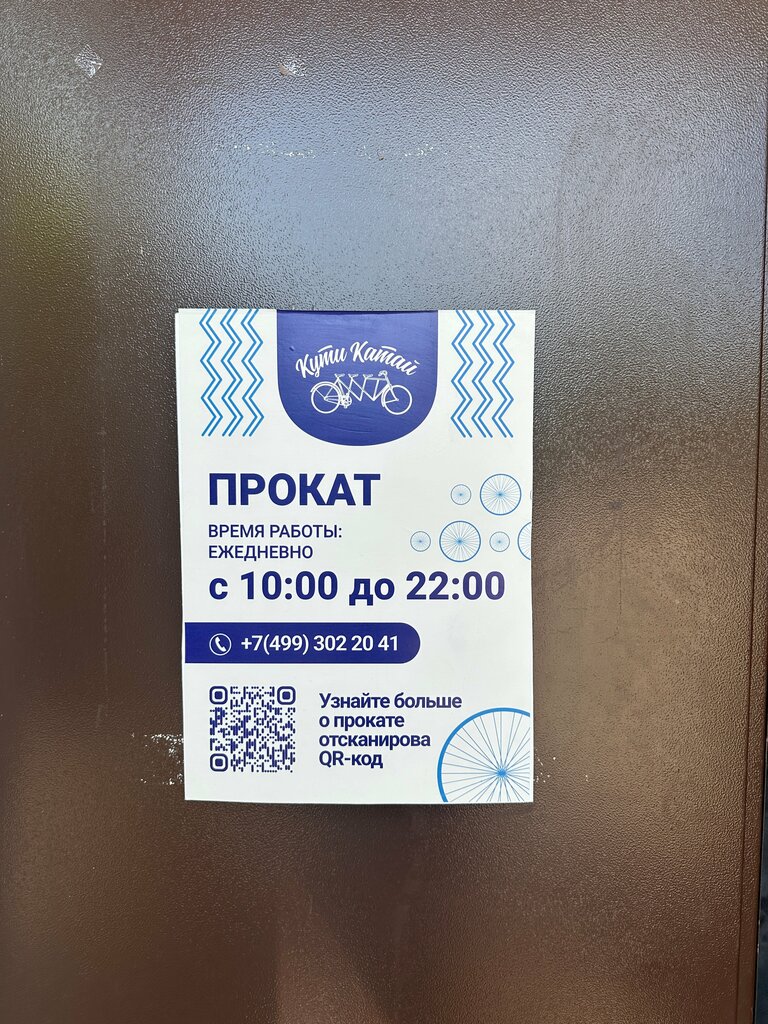 Кути Катай
ПРОКАТ
ВРЕМЯ РАБОТЫ:
ЕЖЕДНЕВНО
с 10:00 до 22:00
+7(499) 302 20 41
Узнайте больше
о прокате
отсканирова
QR-код